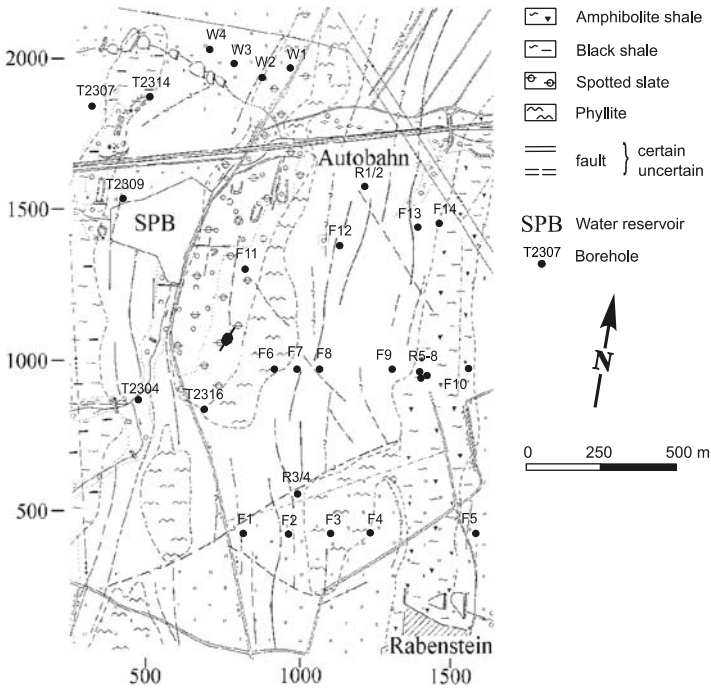 W4
W3
W1
W2
2000
T2307
T2314
Autobahn
R1/2
T2309
1500
SPB
F13
F14
F12
F11
1000
F6
F7
F8
F9
R5-8
F10
T2304
T2316
R3/4
500
F1
F2
F3
F4
F5
Rabenstein
500
1000
1500
Amphibolite shale
Black shale
Spotted slate
Phyllite
fault } certain
uncertain
SPB Water reservoir
T2307 Borehole
N
0 250 500 m